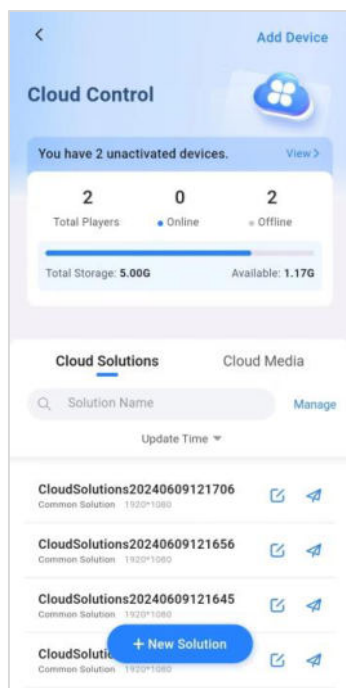 Add Device
Cloud Control
You have 2 unactivated devices. View >
2 0 2
Total Players Online Offline
Total Storage: 5.00G Available: 1.17G
Cloud Solutions Cloud Media
Solution Name Manage
Update Time
CloudSolutions20240609121706
Common Solution 1920*1080
CloudSolutions20240609121656
Common Solution 1920*1080
CloudSolutions20240609121645
Common Solution 1920*1080
+ New Solution
CloudSoluti
Common Solution 1920*1080